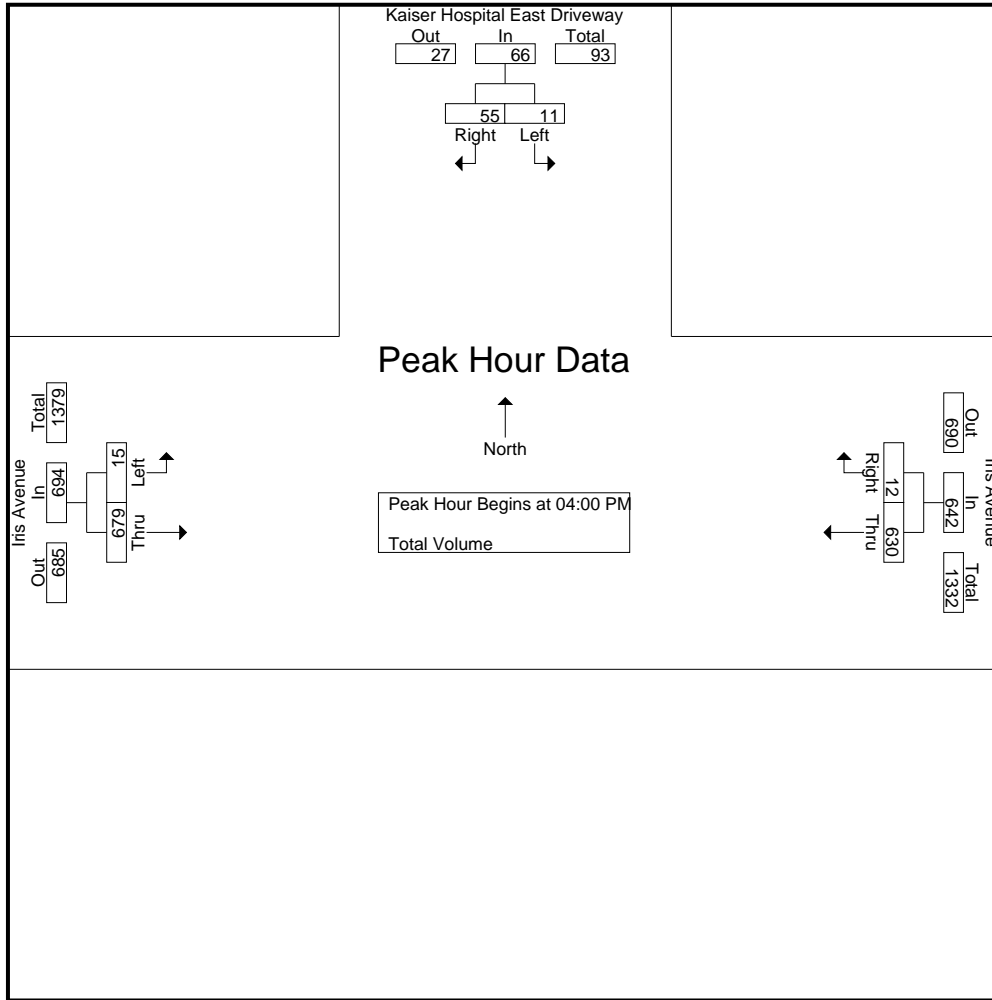 Kaiser Hospital East Driveway
Out In Total
27 66 93
55 11
Right Left
Peak Hour Data
North
Peak Hour Begins at 04:00 PM
Total Volume
Iris Avenue
Total In Out
1379 694 685
15 679
Left Thru
Iris Avenue
Out In Total
690 642 1332
12 630
Right Thru